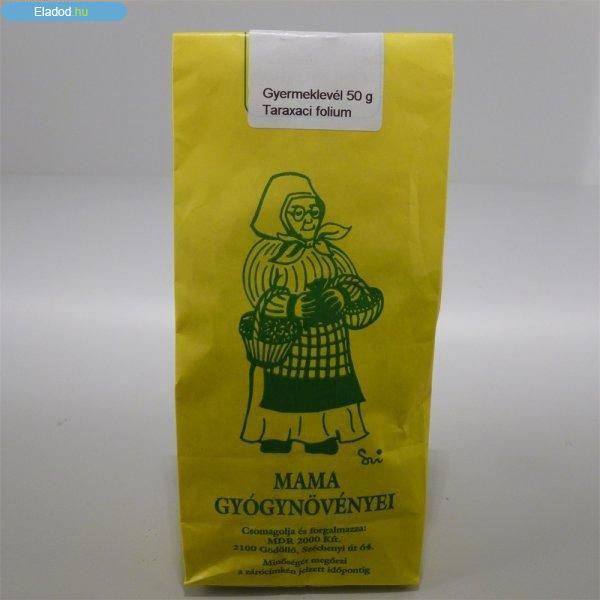 Eladod.hu
Gyermeklevél 50 g
Taraxaci folium
Sri
MAMA
GYÓGYNÖVÉNYEI
Csomagolja és forgalmazza:
MDR 2000 Kft.
2100 Gödöllő, Széchenyi út 64.
Minőségét megőrzi
a zárócímkén jelzett időpontig